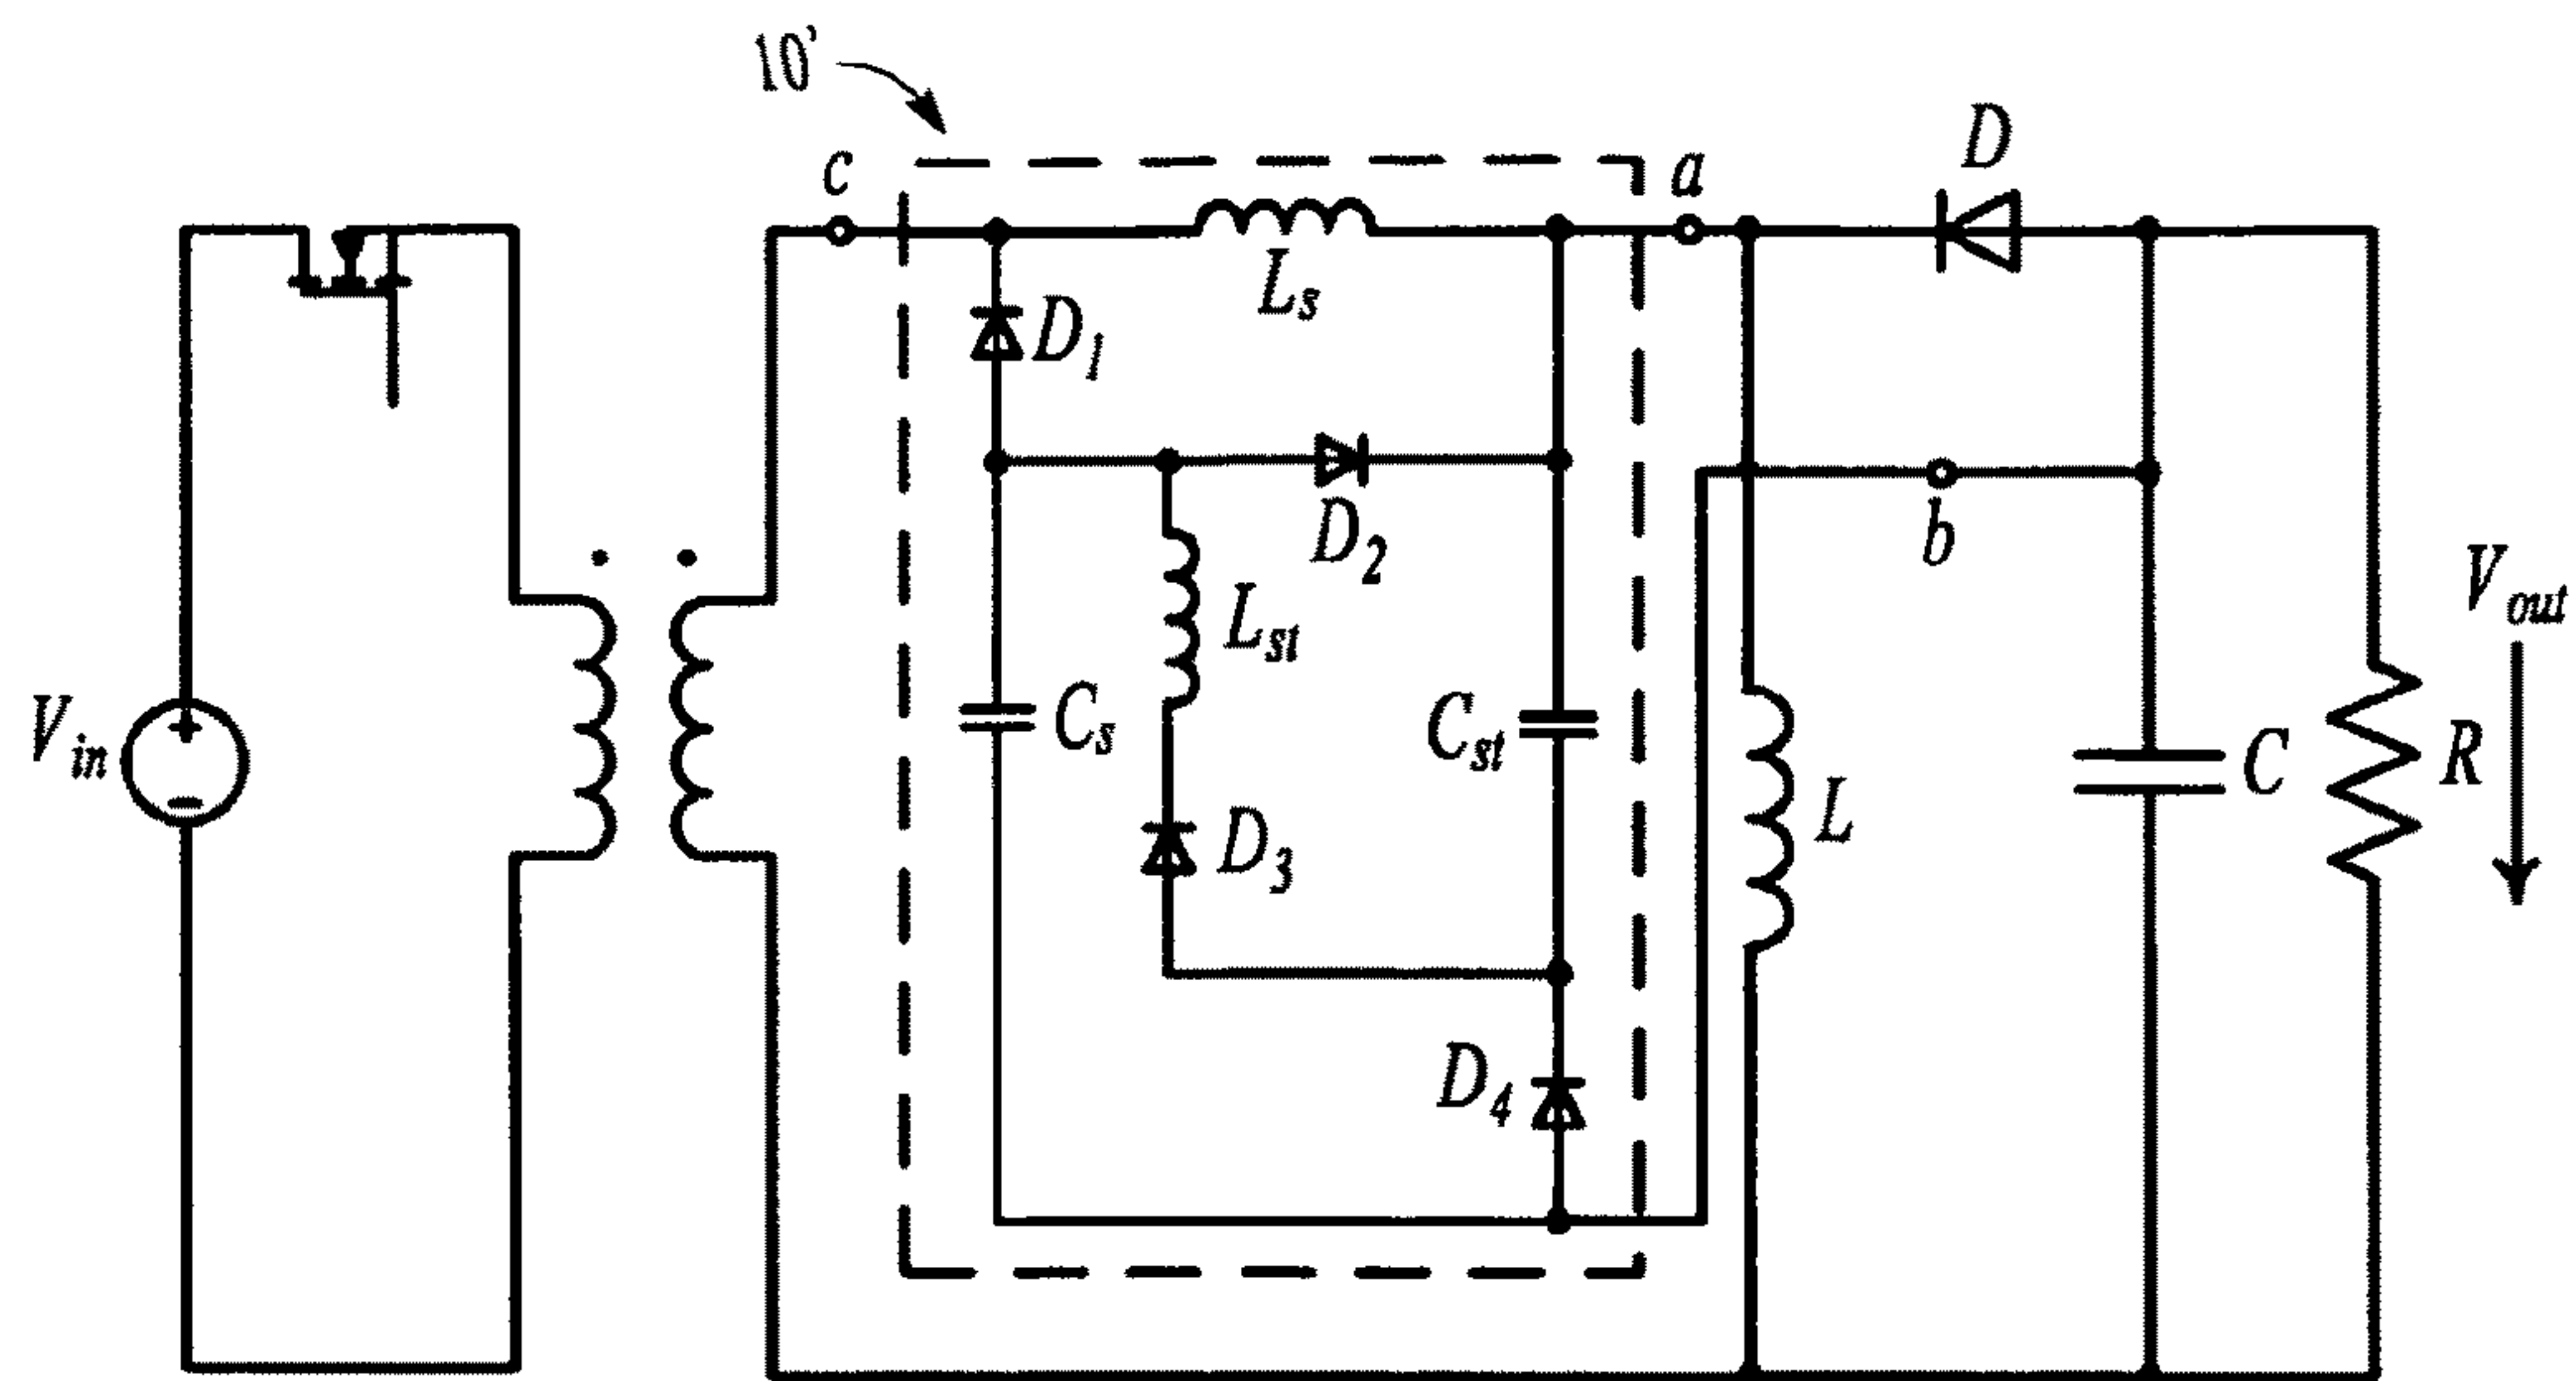 10'
c
a
D
L_s
D_1
D_2
b
L_st
V_out
V_in
+
-
C_s
C_st
L
C
R
D_3
D_4